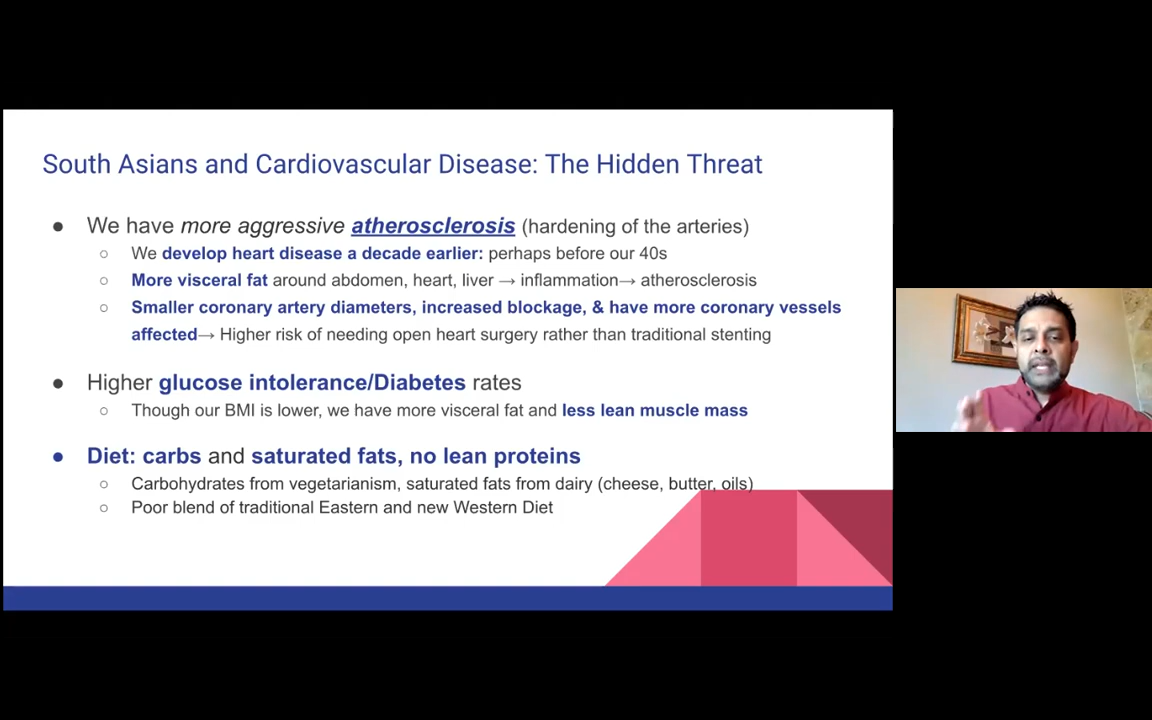 South Asians and Cardiovascular Disease: The Hidden Threat
● We have more aggressive atherosclerosis (hardening of the arteries)
○ We develop heart disease a decade earlier: perhaps before our 40s
○ More visceral fat around abdomen, heart, liver → inflammation→ atherosclerosis
○ Smaller coronary artery diameters, increased blockage, & have more coronary vessels
affected→ Higher risk of needing open heart surgery rather than traditional stenting
● Higher glucose intolerance/Diabetes rates
○ Though our BMI is lower, we have more visceral fat and less lean muscle mass
● Diet: carbs and saturated fats, no lean proteins
○ Carbohydrates from vegetarianism, saturated fats from dairy (cheese, butter, oils)
○ Poor blend of traditional Eastern and new Western Diet